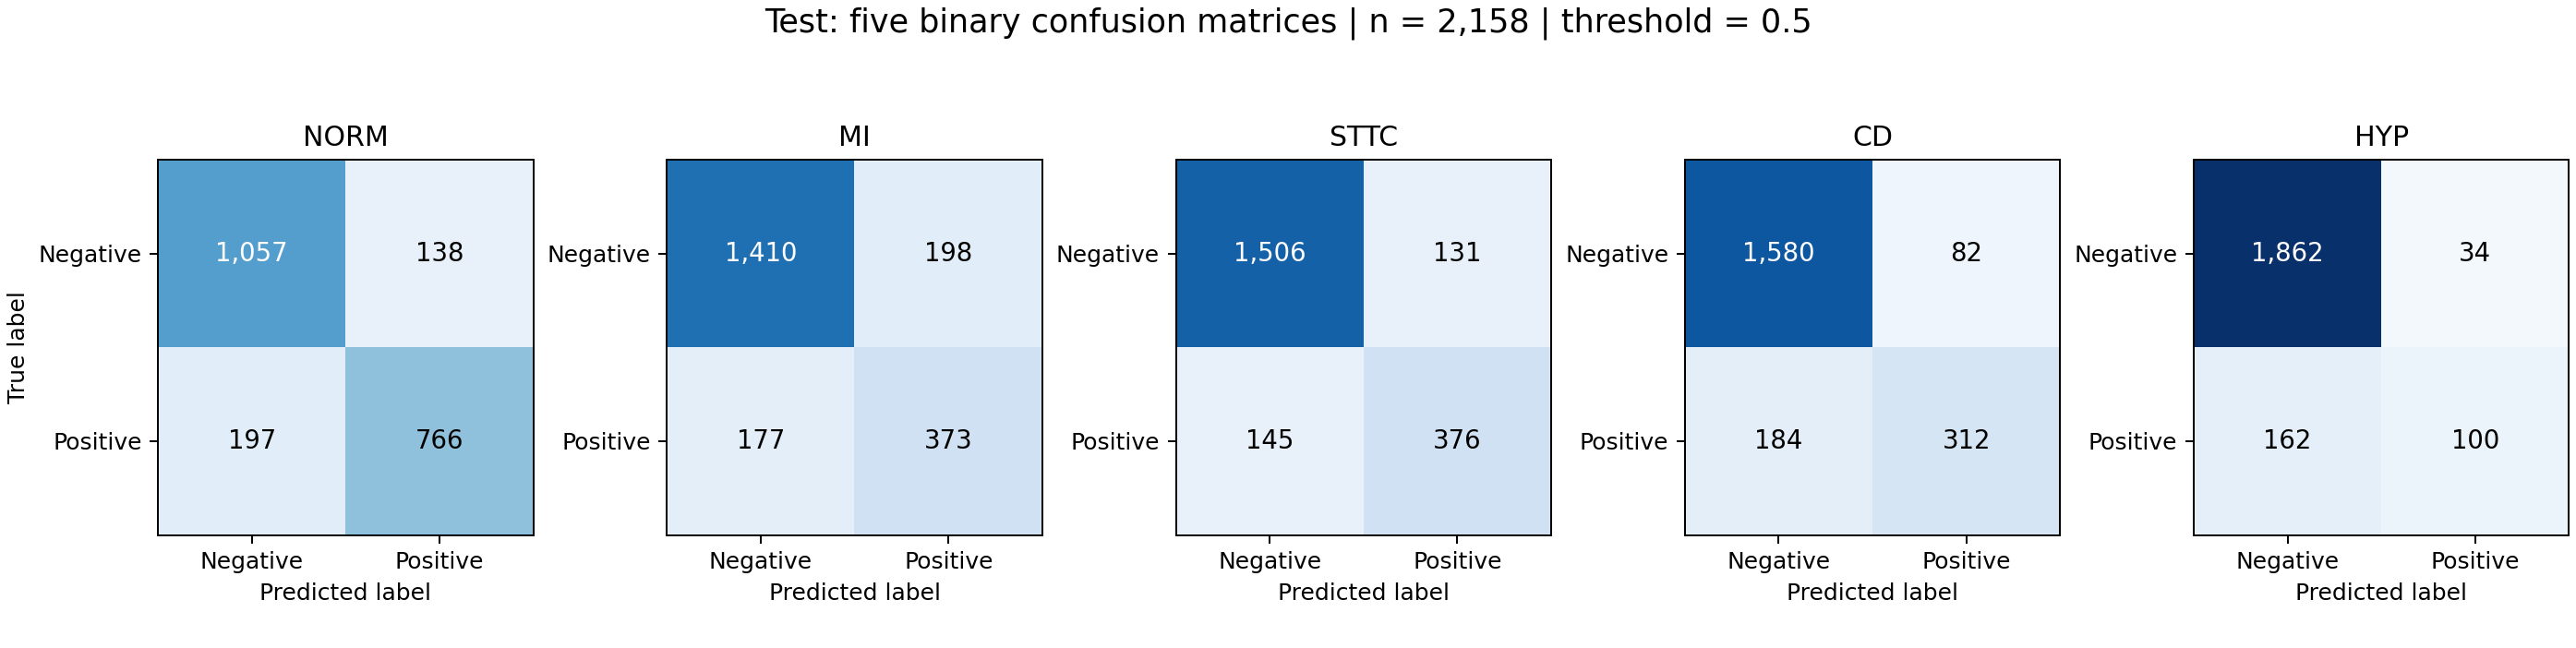 Test: five binary confusion matrices | n = 2,158 | threshold = 0.5
NORM
True label
Negative
Positive
1,057 138
197 766
Negative Positive
Predicted label
MI
Negative
Positive
1,410 198
177 373
Negative Positive
Predicted label
STTC
Negative
Positive
1,506 131
145 376
Negative Positive
Predicted label
CD
Negative
Positive
1,580 82
184 312
Negative Positive
Predicted label
HYP
Negative
Positive
1,862 34
162 100
Negative Positive
Predicted label